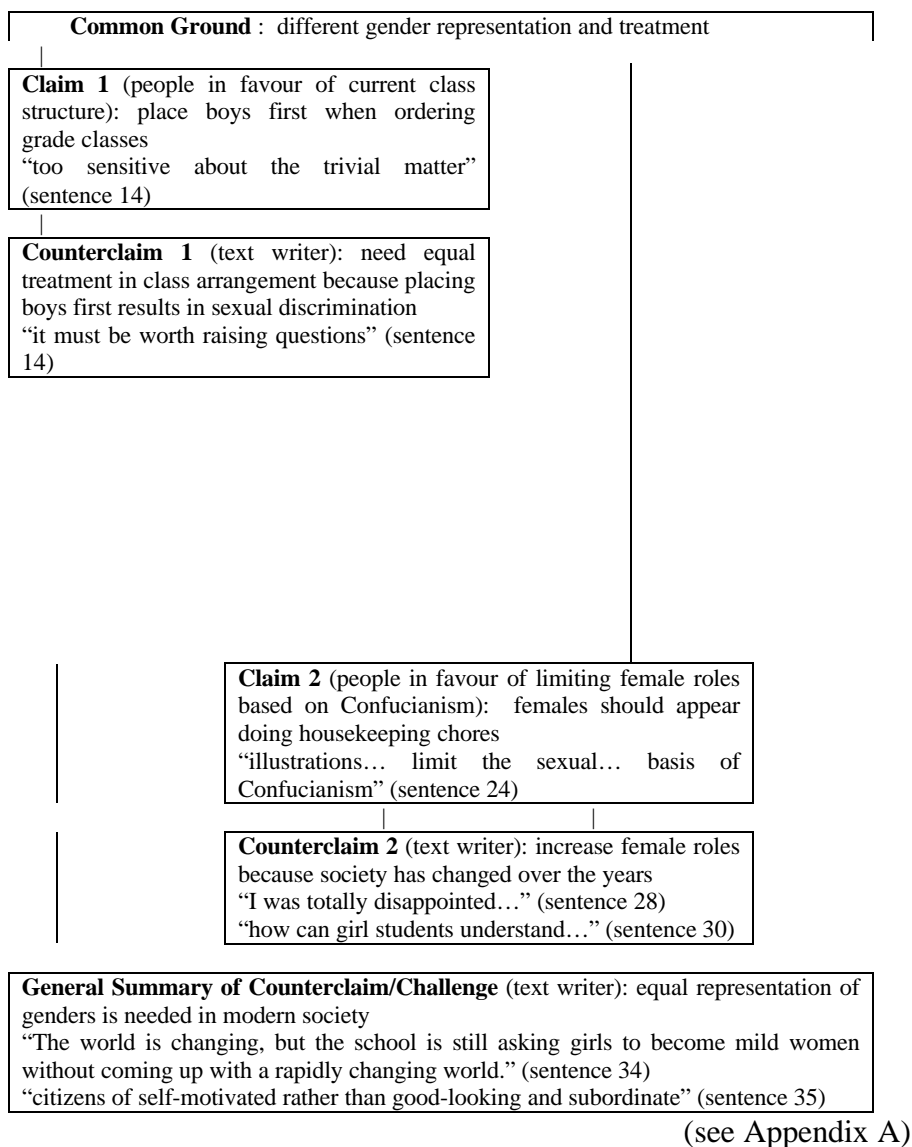 Common Ground : different gender representation and treatment
Claim 1 (people in favour of current class
structure): place boys first when ordering
grade classes
“too sensitive about the trivial matter”
(sentence 14)
Counterclaim 1 (text writer): need equal
treatment in class arrangement because placing
boys first results in sexual discrimination
“it must be worth raising questions” (sentence
14)
Claim 2 (people in favour of limiting female roles
based on Confucianism): females should appear
doing housekeeping chores
“illustrations… limit the sexual… basis of
Confucianism” (sentence 24)
Counterclaim 2 (text writer): increase female roles
because society has changed over the years
“I was totally disappointed…” (sentence 28)
“how can girl students understand…” (sentence 30)
General Summary of Counterclaim/Challenge (text writer): equal representation of
genders is needed in modern society
“The world is changing, but the school is still asking girls to become mild women
without coming up with a rapidly changing world.” (sentence 34)
“citizens of self-motivated rather than good-looking and subordinate” (sentence 35)
(see Appendix A)